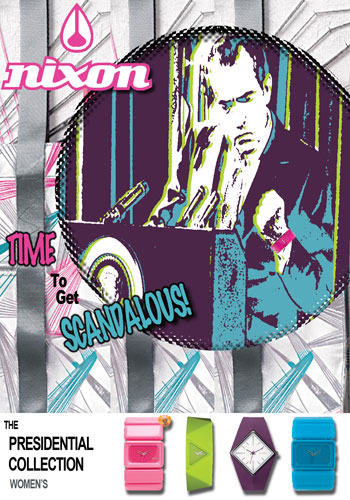 nixon
TIME
To
Get
SCANDALOUS!
THE
PRESIDENTIAL
COLLECTION
WOMEN'S